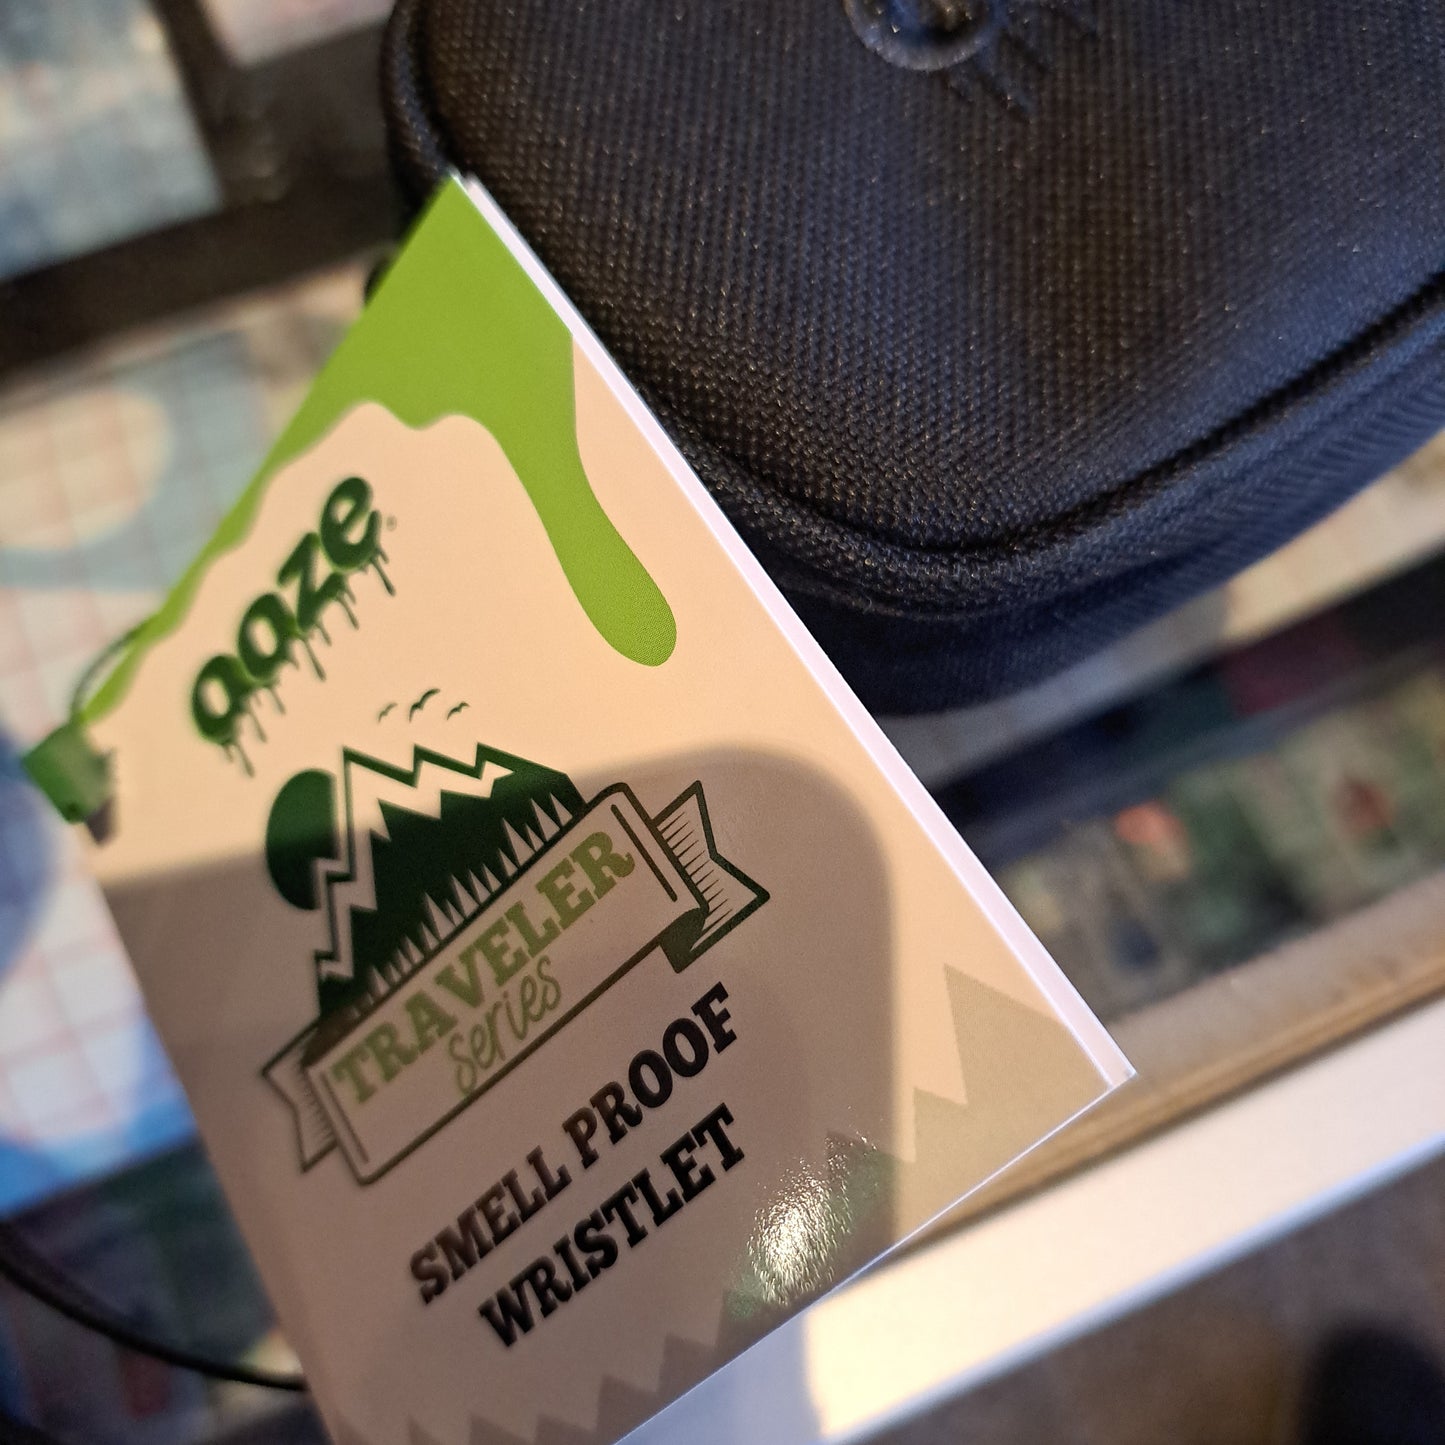 ooze®
TRAVELER
series
SMELL PROOF
WRISTLET